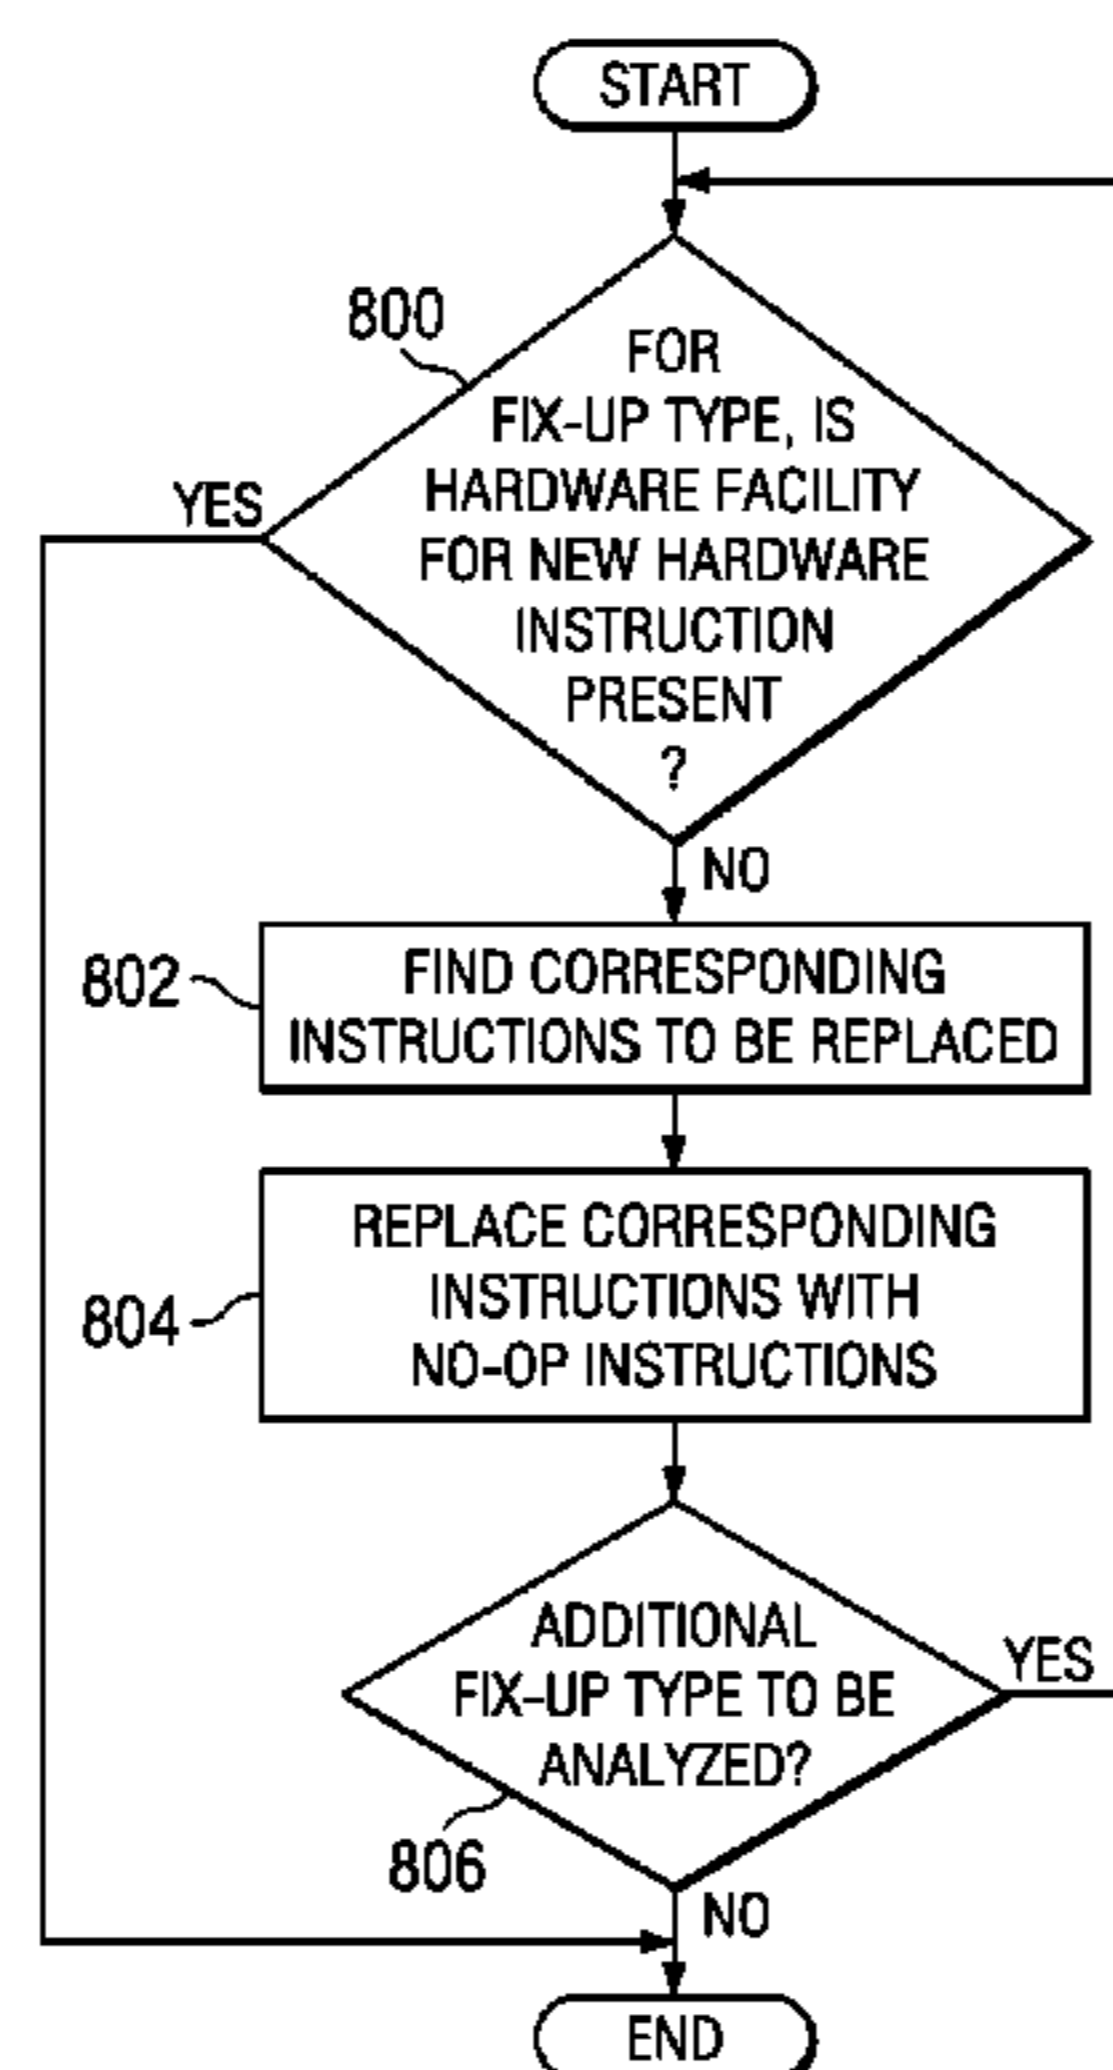 START
800
FOR
FIX-UP TYPE, IS
HARDWARE FACILITY
FOR NEW HARDWARE
INSTRUCTION
PRESENT
?
YES
NO
802
FIND CORRESPONDING
INSTRUCTIONS TO BE REPLACED
804
REPLACE CORRESPONDING
INSTRUCTIONS WITH
NO-OP INSTRUCTIONS
ADDITIONAL
FIX-UP TYPE TO BE
ANALYZED?
YES
806
NO
END